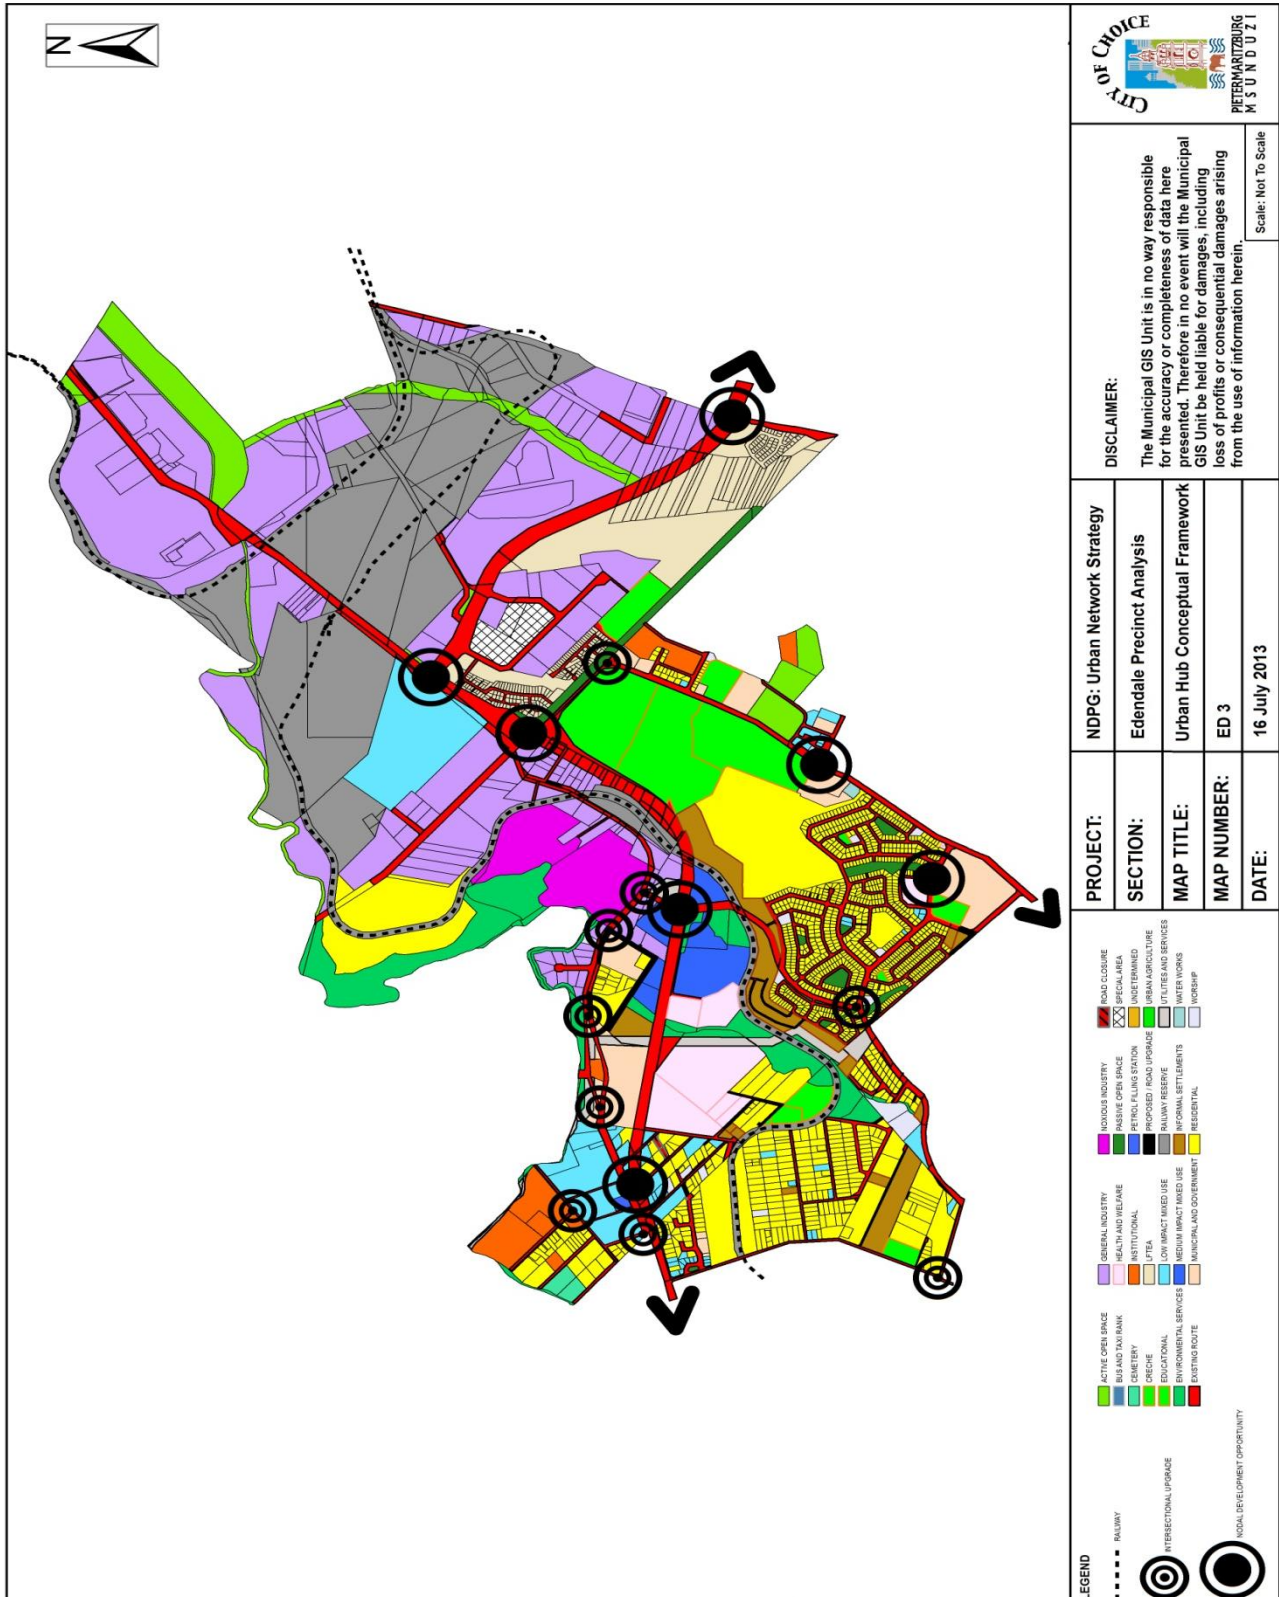 N
LEGEND
RAILWAY
INTERSECTIONAL UPGRADE
NODAL DEVELOPMENT OPPORTUNITY
ACTIVE OPEN SPACE
BUS AND TAXI RANK
CEMETERY
CRECHE
EDUCATIONAL
ENVIRONMENTAL SERVICES
EXISTING ROUTE
GENERAL INDUSTRY
HEALTH AND WELFARE
INSTITUTIONAL
LFTEA
LOW IMPACT MIXED USE
MEDIUM IMPACT MIXED USE
MUNICIPAL AND GOVERNMENT
NOXIOUS INDUSTRY
PASSIVE OPEN SPACE
PETROL FILLING STATION
PROPOSED / ROAD UPGRADE
RAILWAY RESERVE
INFORMAL SETTLEMENTS
RESIDENTIAL
ROAD CLOSURE
SPECIAL AREA
UNDETERMINED
URBAN AGRICULTURE
UTILITIES AND SERVICES
WATER WORKS
WORSHIP
PROJECT: NDPG: Urban Network Strategy
SECTION: Edendale Precinct Analysis
MAP TITLE: Urban Hub Conceptual Framework
MAP NUMBER: ED 3
DATE: 16 July 2013
DISCLAIMER:
The Municipal GIS Unit is in no way responsible
for the accuracy or completeness of data here
presented. Therefore in no event will the Municipal
GIS Unit be held liable for damages, including
loss of profits or consequential damages arising
from the use of information herein.
Scale: Not To Scale
CITY OF CHOICE
PIETERMARITZBURG
MSUNDUZI